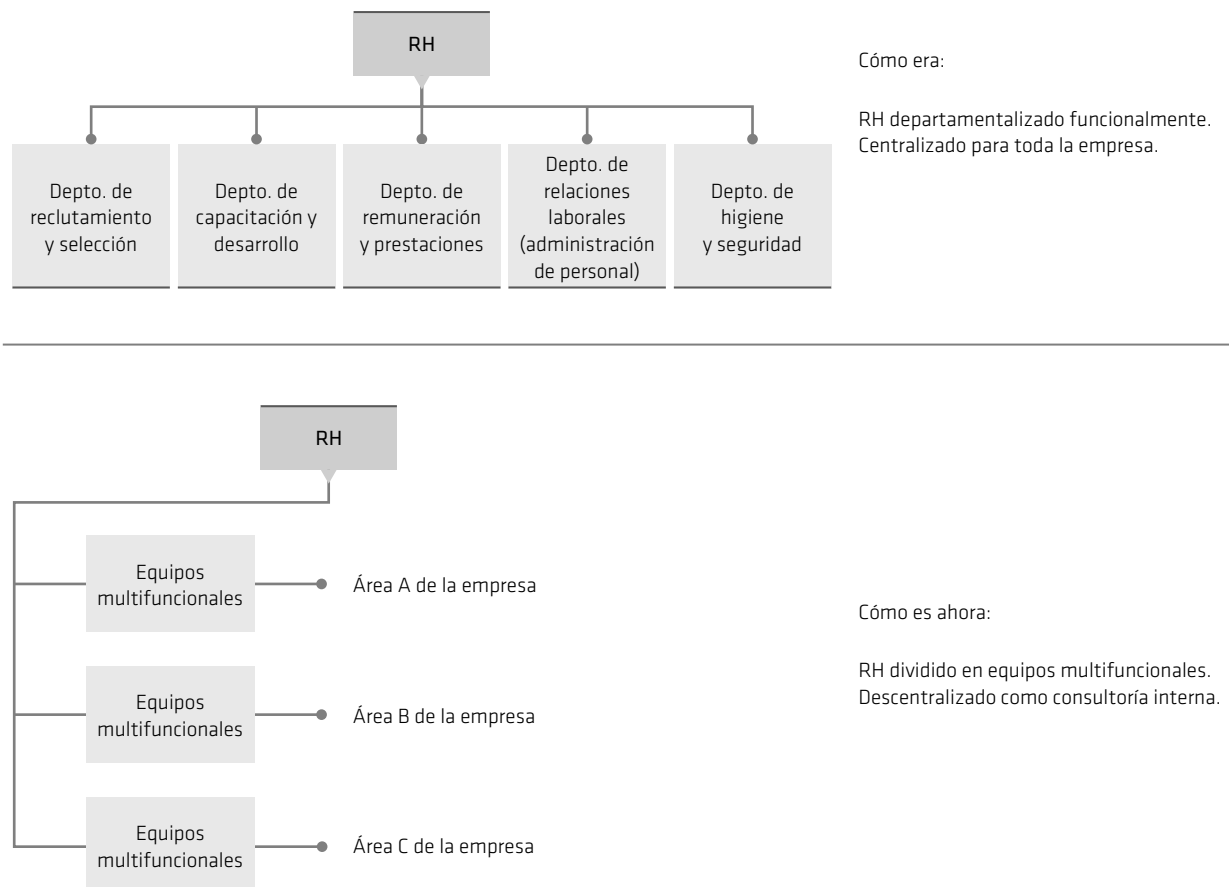 RH
Cómo era:
RH departamentalizado funcionalmente.
Centralizado para toda la empresa.
Depto. de
reclutamiento
y selección
Depto. de
capacitación y
desarrollo
Depto. de
remuneración
y prestaciones
Depto. de
relaciones
laborales
(administración
de personal)
Depto. de
higiene
y seguridad
RH
Equipos
multifuncionales
Área A de la empresa
Equipos
multifuncionales
Área B de la empresa
Equipos
multifuncionales
Área C de la empresa
Cómo es ahora:
RH dividido en equipos multifuncionales.
Descentralizado como consultoría interna.